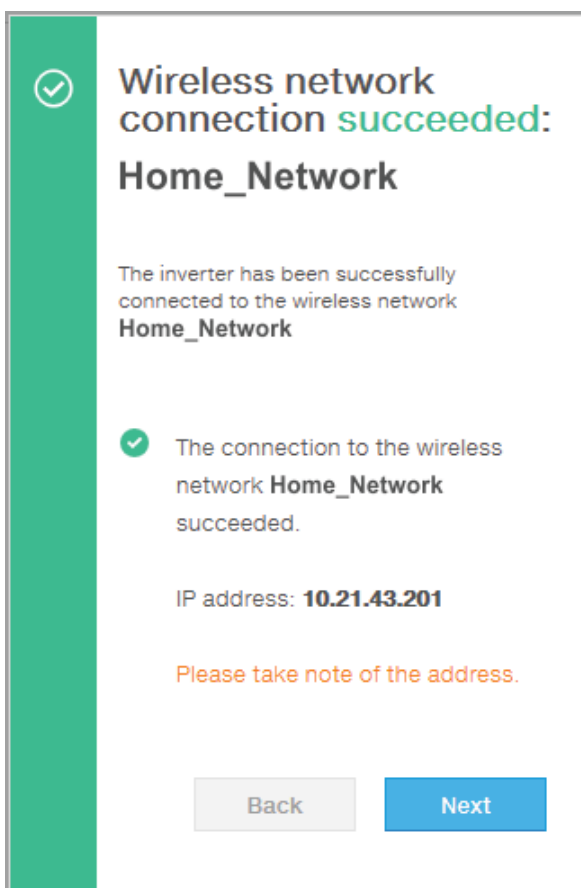 Wireless network
connection succeeded:
Home_Network
The inverter has been successfully
connected to the wireless network
Home_Network
The connection to the wireless
network Home_Network
succeeded.
IP address: 10.21.43.201
Please take note of the address.
Back
Next